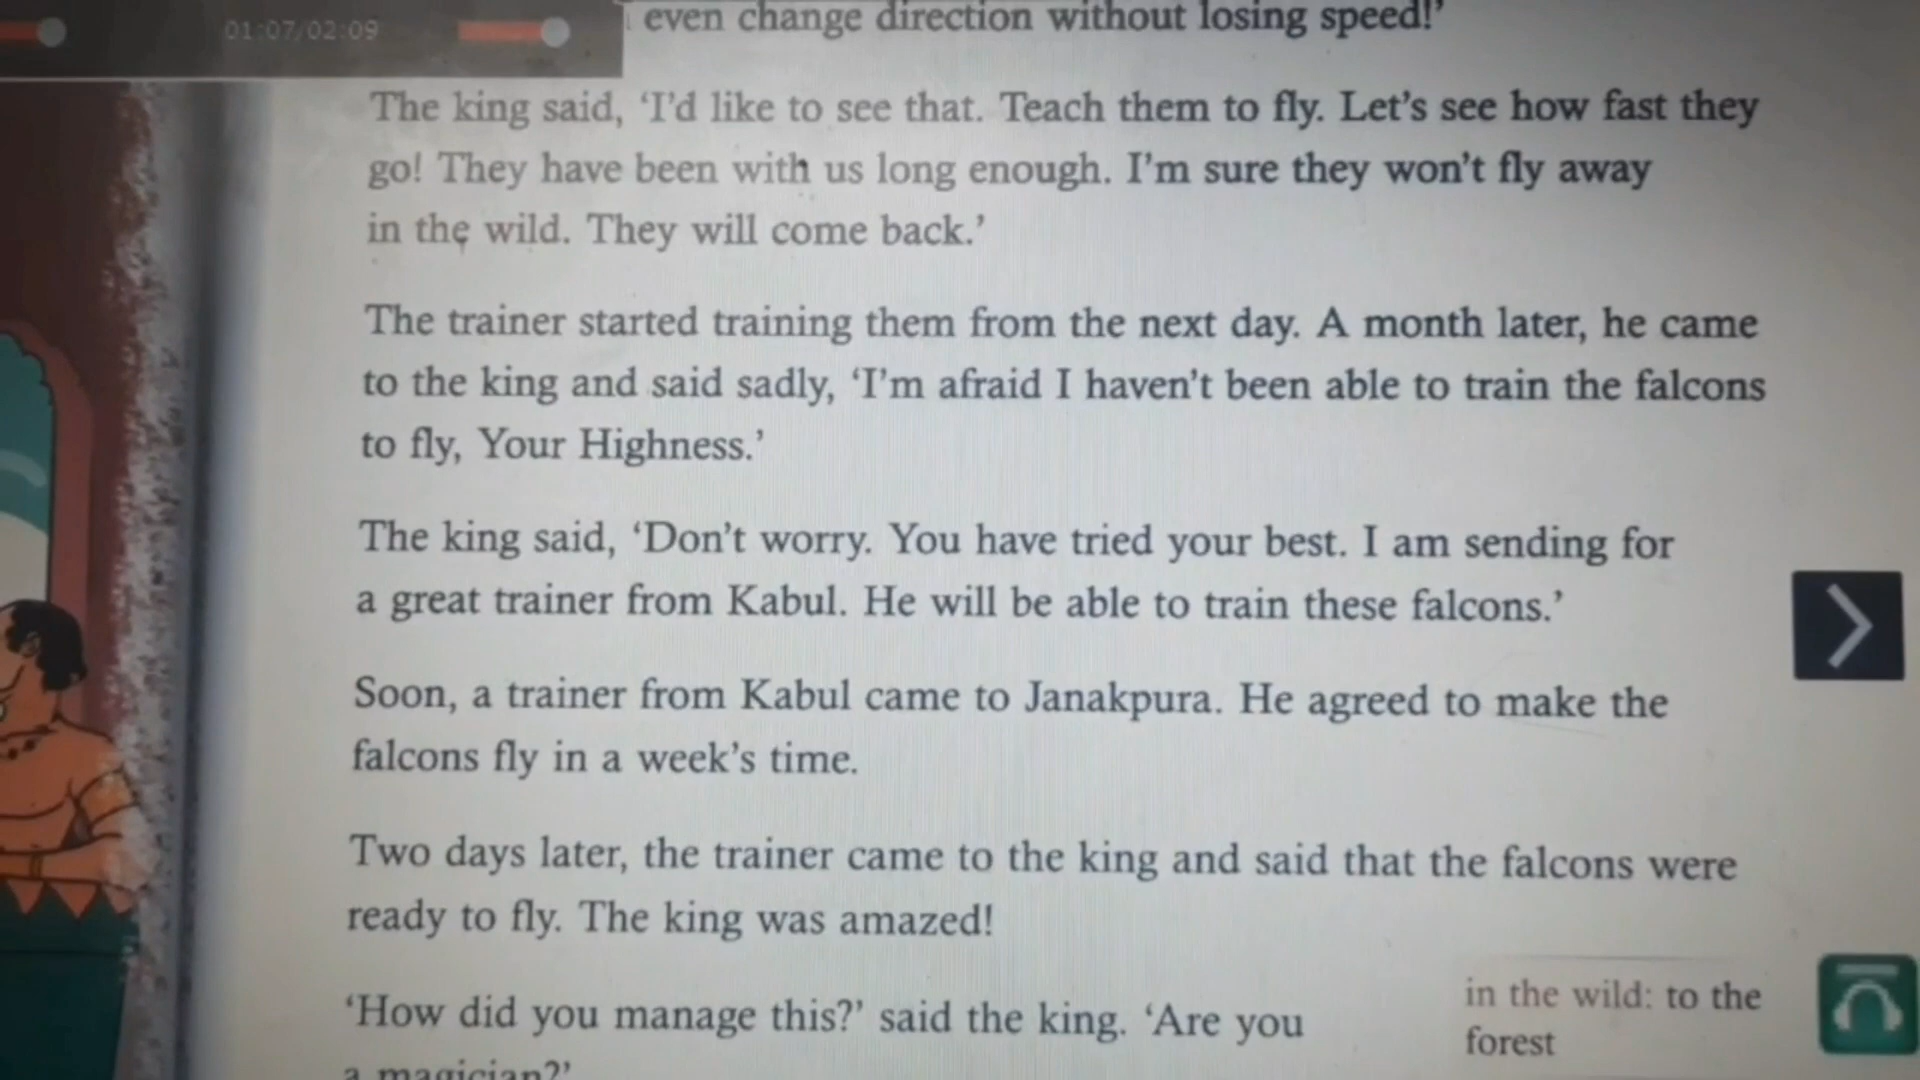 01:07/02:09
even change direction without losing speed!’
The king said, ‘I’d like to see that. Teach them to fly. Let’s see how fast they
go! They have been with us long enough. I’m sure they won’t fly away
in the wild. They will come back.’
The trainer started training them from the next day. A month later, he came
to the king and said sadly, ‘I’m afraid I haven’t been able to train the falcons
to fly, Your Highness.’
The king said, ‘Don’t worry. You have tried your best. I am sending for
a great trainer from Kabul. He will be able to train these falcons.’
Soon, a trainer from Kabul came to Janakpura. He agreed to make the
falcons fly in a week’s time.
Two days later, the trainer came to the king and said that the falcons were
ready to fly. The king was amazed!
‘How did you manage this?’ said the king. ‘Are you
a magician?’
in the wild: to the
forest